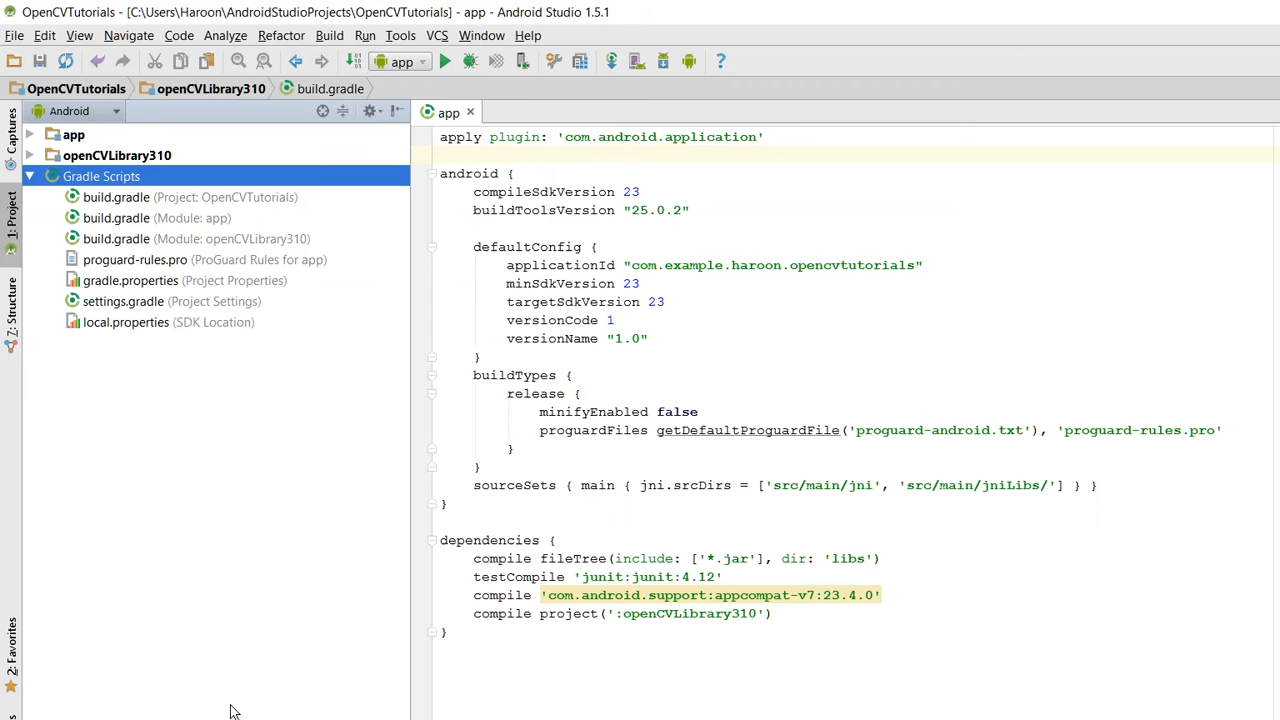 OpenCVTutorials - [C:\Users\Haroon\AndroidStudioProjects\OpenCVTutorials] - app - Android Studio 1.5.1
File Edit View Navigate Code Analyze Refactor Build Run Tools VCS Window Help
app
OpenCVTutorials openCVLibrary310 build.gradle
Android
app
Captures
1: Project
7: Structure
2: Favorites
app
openCVLibrary310
Gradle Scripts
build.gradle (Project: OpenCVTutorials)
build.gradle (Module: app)
build.gradle (Module: openCVLibrary310)
proguard-rules.pro (ProGuard Rules for app)
gradle.properties (Project Properties)
settings.gradle (Project Settings)
local.properties (SDK Location)
apply plugin: 'com.android.application'
android {
compileSdkVersion 23
buildToolsVersion "25.0.2"
defaultConfig {
applicationId "com.example.haroon.opencvtutorials"
minSdkVersion 23
targetSdkVersion 23
versionCode 1
versionName "1.0"
}
buildTypes {
release {
minifyEnabled false
proguardFiles getDefaultProguardFile('proguard-android.txt'), 'proguard-rules.pro'
}
}
sourceSets { main { jni.srcDirs = ['src/main/jni', 'src/main/jniLibs/'] } }
}
dependencies {
compile fileTree(include: ['*.jar'], dir: 'libs')
testCompile 'junit:junit:4.12'
compile 'com.android.support:appcompat-v7:23.4.0'
compile project(':openCVLibrary310')
}